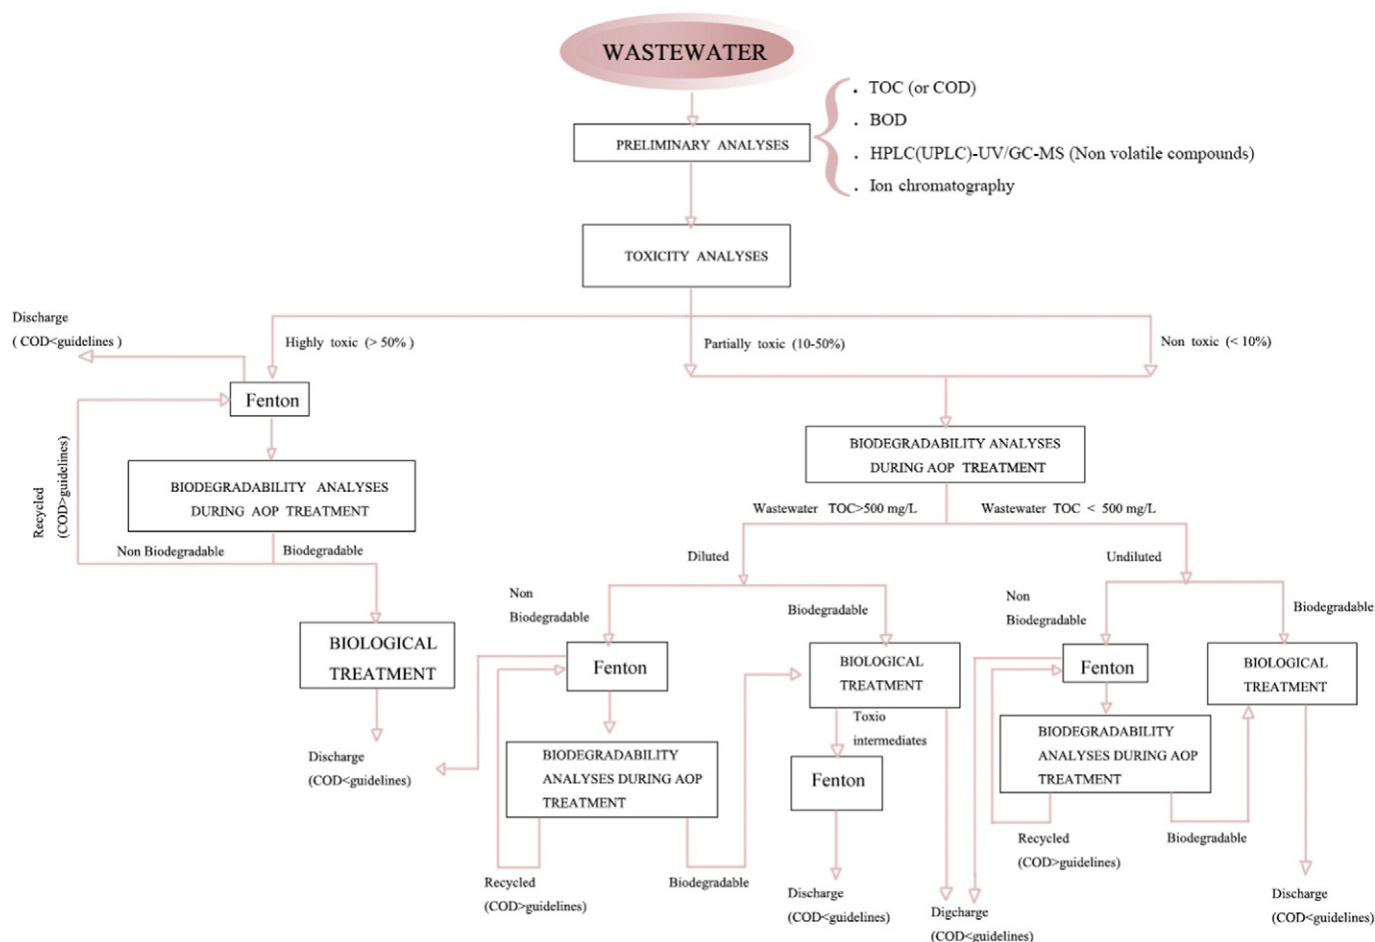 WASTEWATER
. TOC (or COD)
. BOD
. HPLC(UPLC)-UV/GC-MS (Non volatile compounds)
. Ion chromatography
PRELIMINARY ANALYSES
TOXICITY ANALYSES
Discharge
( COD<guidelines )
Highly toxic (> 50% )
Partially toxic (10-50%)
Non toxic (< 10%)
Fenton
Recycled
(COD>guidelines)
BIODEGRADABILITY ANALYSES
DURING AOP TREATMENT
Non Biodegradable
Biodegradable
BIOLOGICAL
TREATMENT
Discharge
(COD<guidelines)
BIODEGRADABILITY ANALYSES
DURING AOP TREATMENT
Wastewater TOC>500 mg/L
Wastewater TOC < 500 mg/L
Diluted
Undiluted
Non
Biodegradable
Biodegradable
Fenton
BIOLOGICAL
TREATMENT
Toxio
intermediates
BIODEGRADABILITY
ANALYSES DURING AOP
TREATMENT
Fenton
Recycled
(COD>guidelines)
Biodegradable
Discharge
(COD<guidelines)
Digcharge
(COD<guidelines)
Non
Biodegradable
Biodegradable
Fenton
BIOLOGICAL
TREATMENT
BIODEGRADABILITY
ANALYSES DURING AOP
TREATMENT
Recycled
(COD>guidelines)
Biodegradable
Discharge
(COD<guidelines)